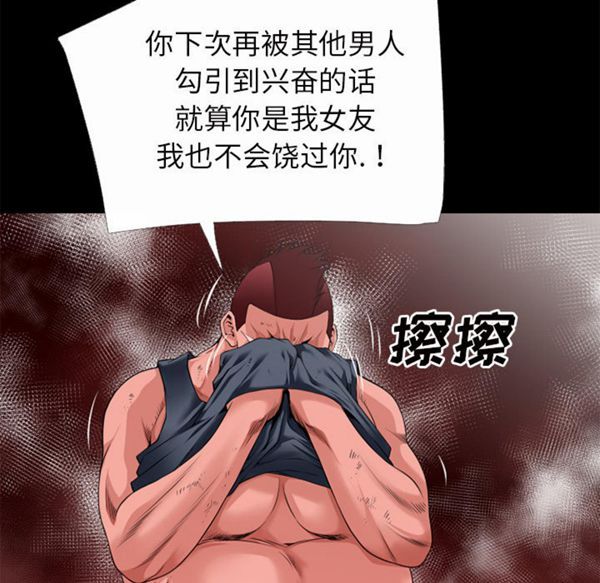 你下次再被其他男人
勾引到兴奋的话
就算你是我女友
我也不会饶过你.！
擦擦